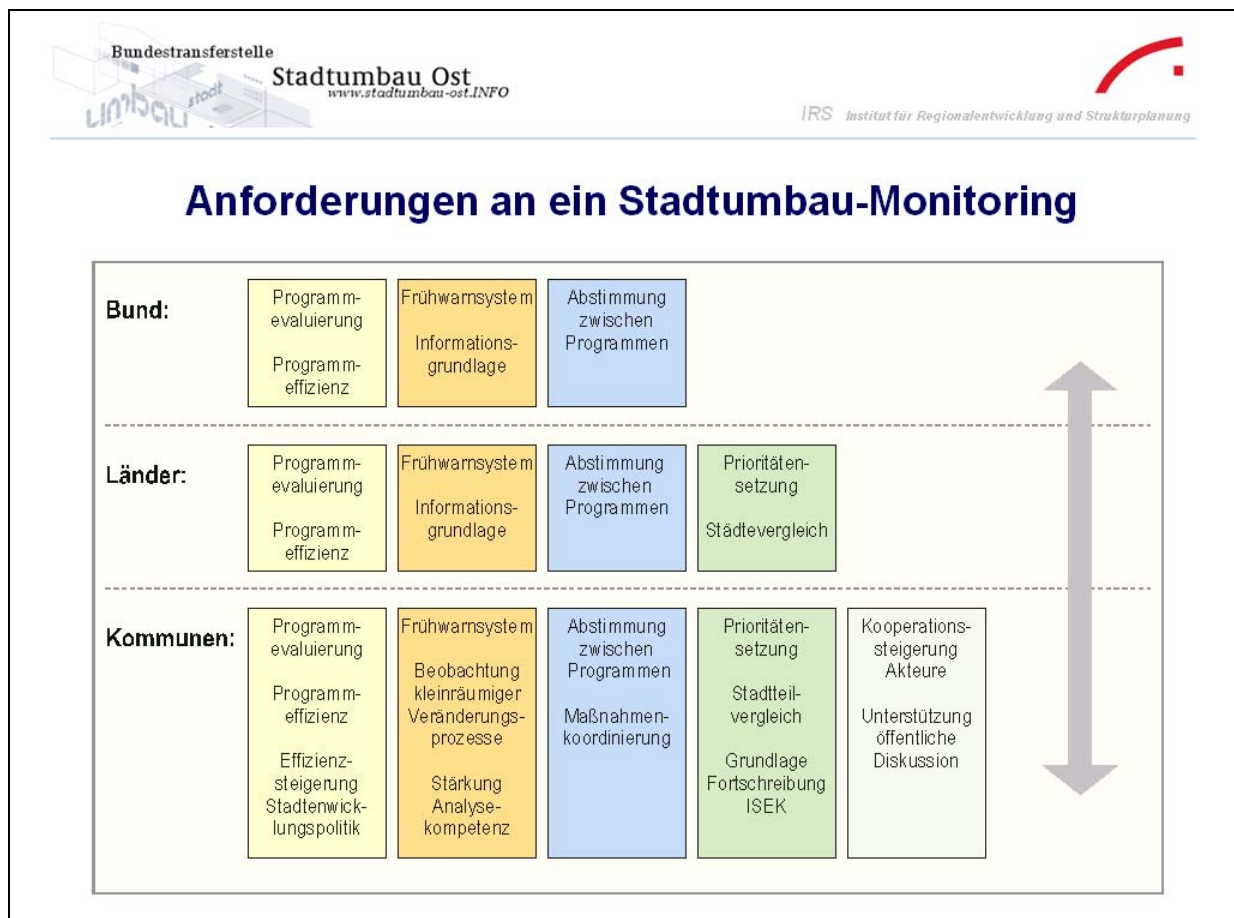 Bundestransferstelle
Stadtumbau Ost
www.stadtumbau-ost.INFO
umbau stadt
IRS Institut für Regionalentwicklung und Strukturplanung
Anforderungen an ein Stadtumbau-Monitoring
Bund:
Programm-
evaluierung
Programm-
effizienz
Frühwarnsystem
Informations-
grundlage
Abstimmung
zwischen
Programmen
Länder:
Programm-
evaluierung
Programm-
effizienz
Frühwarnsystem
Informations-
grundlage
Abstimmung
zwischen
Programmen
Prioritäten-
setzung
Städtevergleich
Kommunen:
Programm-
evaluierung
Programm-
effizienz
Effizienz-
steigerung
Stadtenwick-
lungspolitik
Frühwarnsystem
Beobachtung
kleinräumiger
Veränderungs-
prozesse
Stärkung
Analyse-
kompetenz
Abstimmung
zwischen
Programmen
Maßnahmen-
koordinierung
Prioritäten-
setzung
Stadtteil-
vergleich
Grundlage
Fortschreibung
ISEK
Kooperations-
steigerung
Akteure
Unterstützung
öffentliche
Diskussion